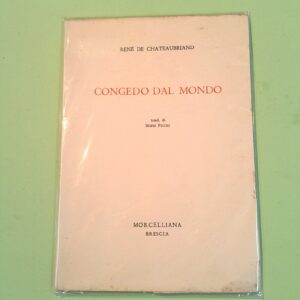 RENÉ DE CHATEAUBRIAND
CONGEDO DAL MONDO
trad. di
MORCELLIANA
BRESCIA